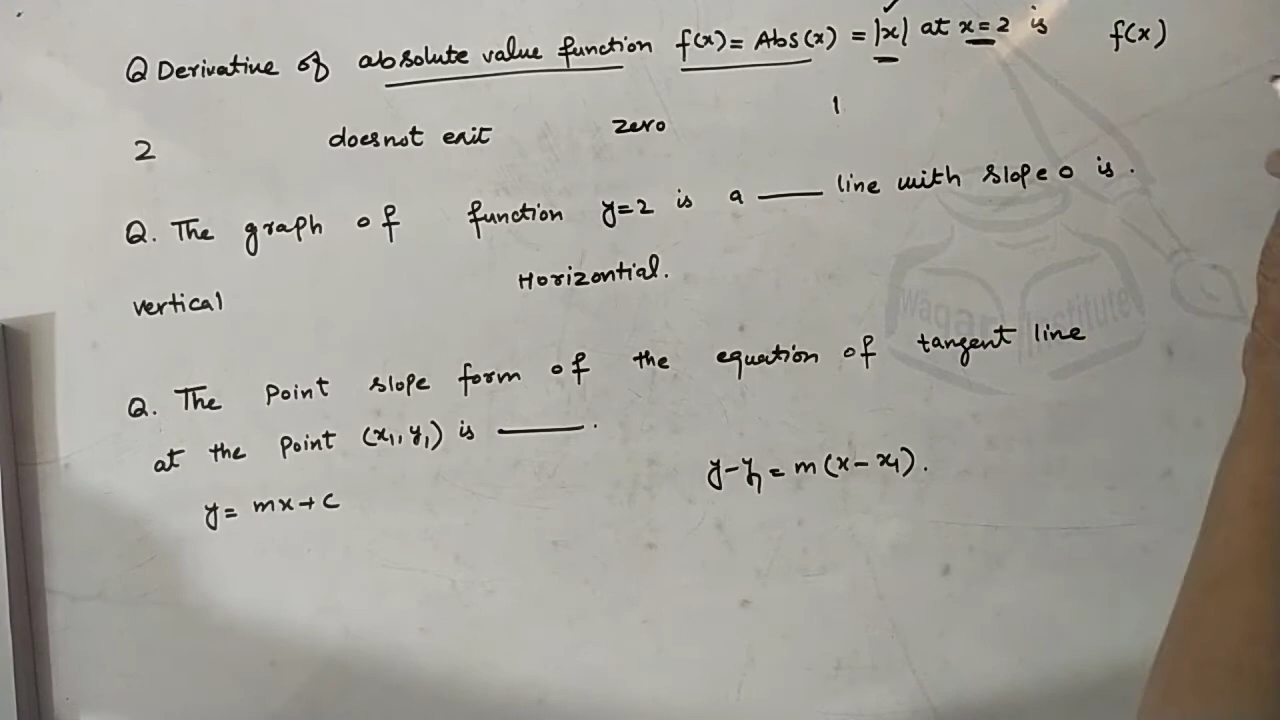 Q Derivative of absolute value function f(x) = Abs(x) = |x| at x=2 is f(x)
2 doesnot exit zero 1
Q. The graph of function y=2 is a —— line with slope 0 is.
vertical Horizontial.
Q. The Point slope form of the equation of tangent line
at the Point (x₁, y₁) is ——.
y = mx+c y-y₁ = m(x-x₁).
waqar institute